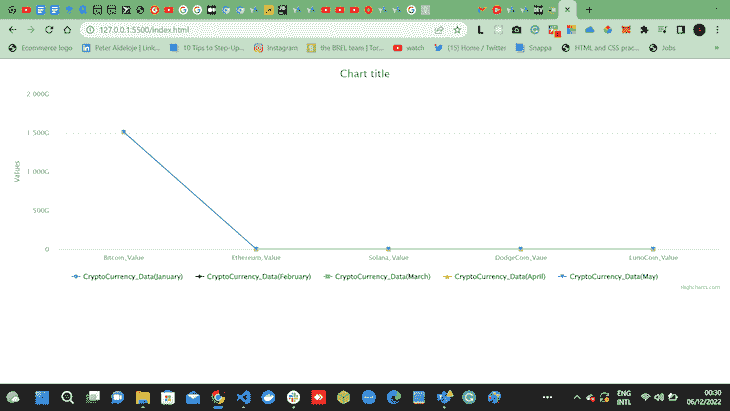 127.0.0.1:5500/index.html
Ecommerce logo
Peter Aidekoje | Link...
10 Tips to Step-Up...
Instagram
the BREL team | Tor...
watch
(15) Home / Twitter
Snappa
HTML and CSS prac...
Jobs
»
Chart title
2 000G
1 500G
1 000G
500G
0
Values
Bitcoin_Value
Ethereum_Value
Solana_Value
DodgeCoin_Vaue
LunoCoin_Value
CryptoCurrency_Data(January)
CryptoCurrency_Data(February)
CryptoCurrency_Data(March)
CryptoCurrency_Data(April)
CryptoCurrency_Data(May)
Highcharts.com
ENG
INTL
00:30
06/12/2022